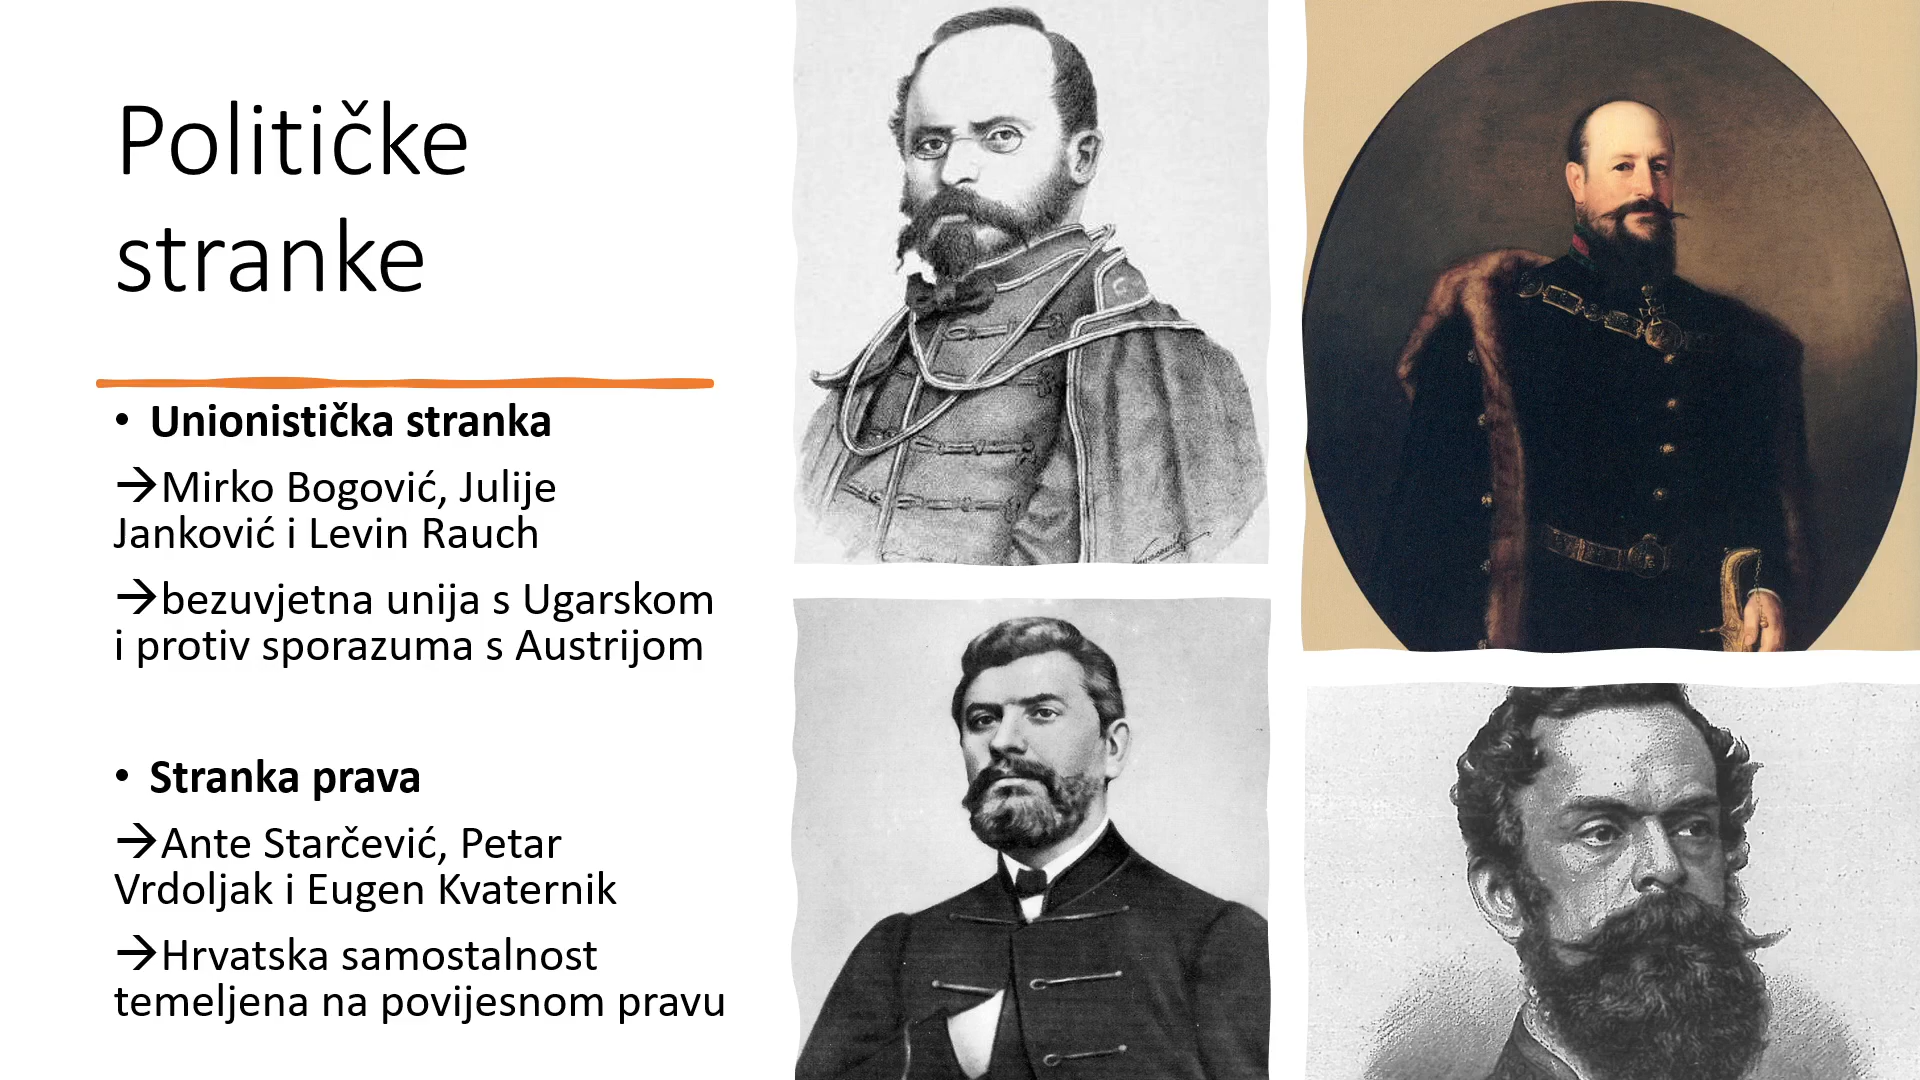 Političke
stranke
• Unionistička stranka
→Mirko Bogović, Julije
Janković i Levin Rauch
→bezuvjetna unija s Ugarskom
i protiv sporazuma s Austrijom
• Stranka prava
→Ante Starčević, Petar
Vrdoljak i Eugen Kvaternik
→Hrvatska samostalnost
temeljena na povijesnom pravu